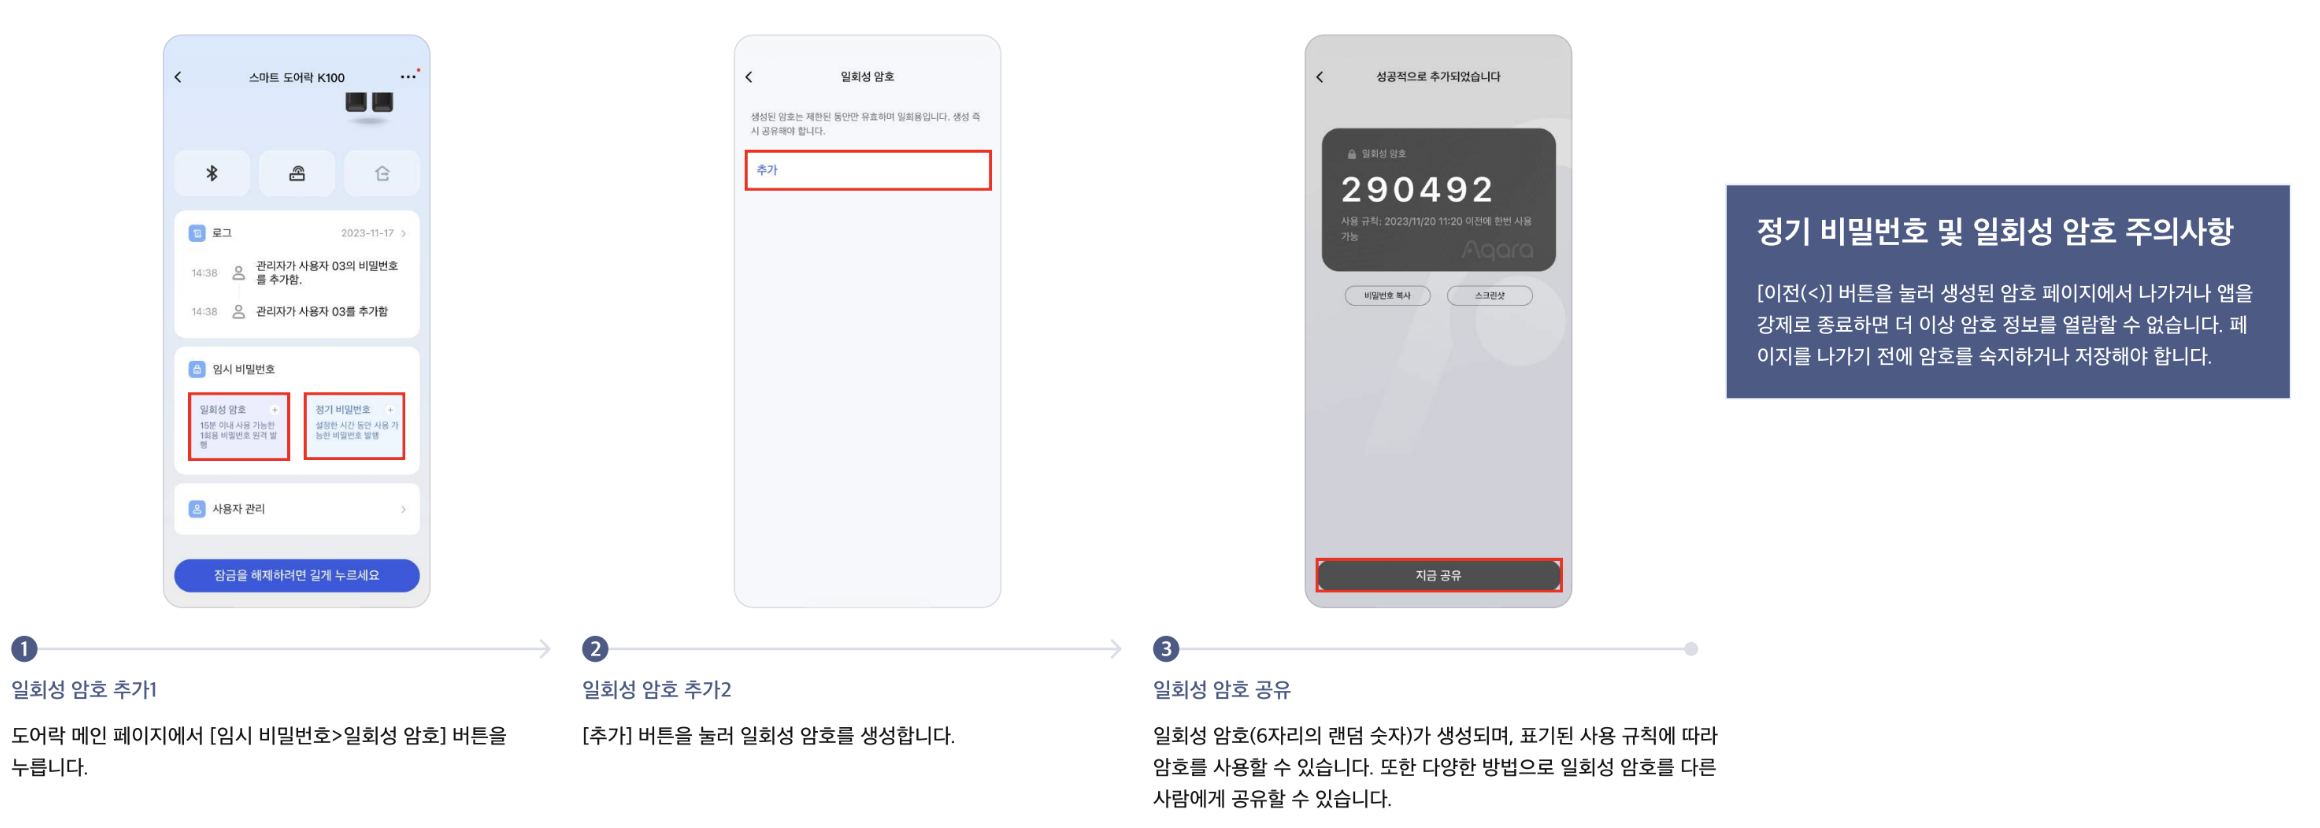 스마트 도어락 K100
로그
2023-11-17
14:38
관리자가 사용자 03의 비밀번호
를 추가함.
14:38
관리자가 사용자 03를 추가함
임시 비밀번호
일회성 암호
15분 이내 사용 가능한
1회용 비밀번호 원격 발
행
정기 비밀번호
설정한 시간 동안 사용 가
능한 비밀번호 발행
사용자 관리
잠금을 해제하려면 길게 누르세요
1
일회성 암호 추가1
도어락 메인 페이지에서 [임시 비밀번호>일회성 암호] 버튼을
누릅니다.
일회성 암호
생성된 암호는 제한된 동안만 유효하며 일회용입니다. 생성 즉
시 공유해야 합니다.
추가
2
일회성 암호 추가2
[추가] 버튼을 눌러 일회성 암호를 생성합니다.
성공적으로 추가되었습니다
일회성 암호
290492
사용 규칙: 2023/11/20 11:20 이전에 한번 사용
가능
Aqara
비밀번호 복사
스크린샷
지금 공유
3
일회성 암호 공유
일회성 암호(6자리의 랜덤 숫자)가 생성되며, 표기된 사용 규칙에 따라
암호를 사용할 수 있습니다. 또한 다양한 방법으로 일회성 암호를 다른
사람에게 공유할 수 있습니다.
정기 비밀번호 및 일회성 암호 주의사항
[이전(<)] 버튼을 눌러 생성된 암호 페이지에서 나가거나 앱을
강제로 종료하면 더 이상 암호 정보를 열람할 수 없습니다. 페
이지를 나가기 전에 암호를 숙지하거나 저장해야 합니다.